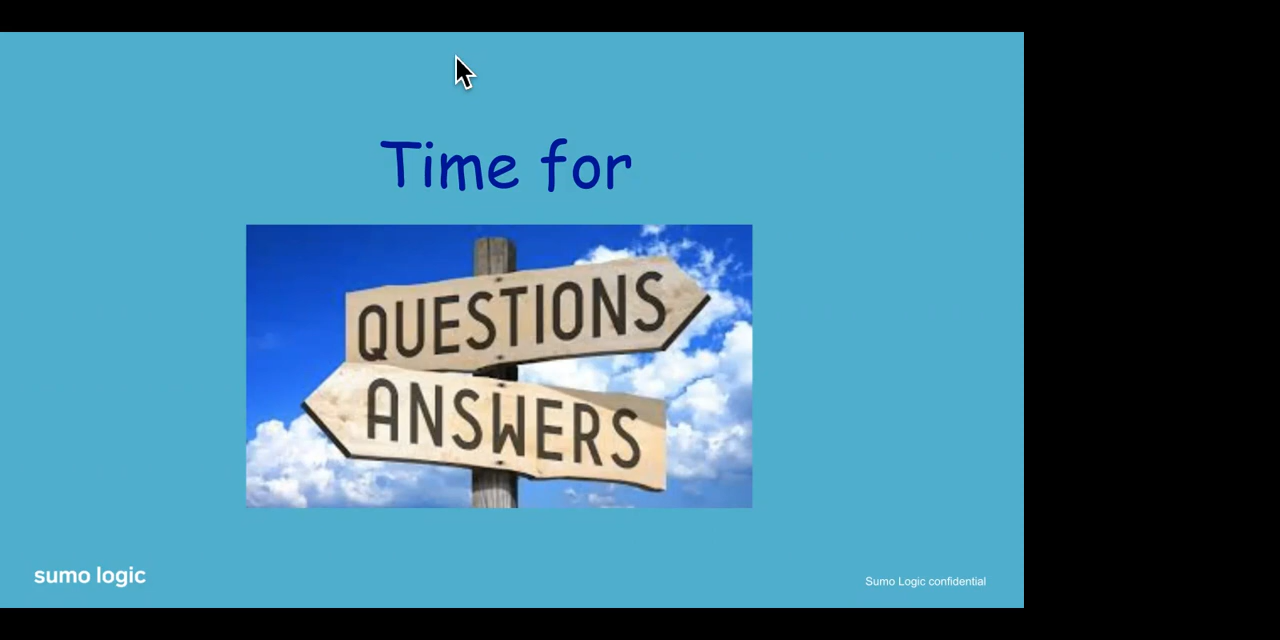 Time for
QUESTIONS
ANSWERS
sumo logic
Sumo Logic confidential